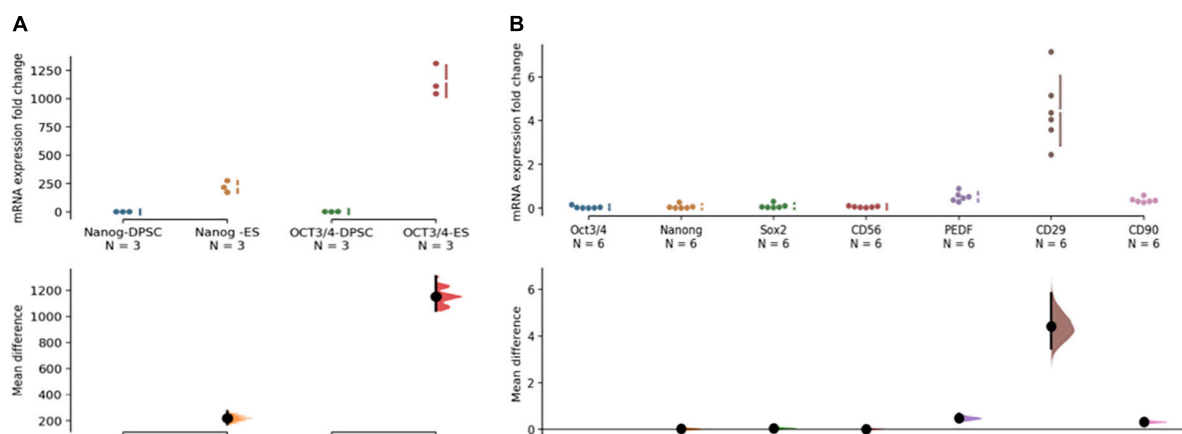 A
mRNA expression fold change
1250
1000
750
500
250
0
Nanog-DPSC
N = 3
Nanog -ES
N = 3
OCT3/4-DPSC
N = 3
OCT3/4-ES
N = 3
Mean difference
1200
1000
800
600
400
200
B
mRNA expression fold change
6
4
2
0
Oct3/4
N = 6
Nanong
N = 6
Sox2
N = 6
CD56
N = 6
PEDF
N = 6
CD29
N = 6
CD90
N = 6
Mean difference
6
4
2
0